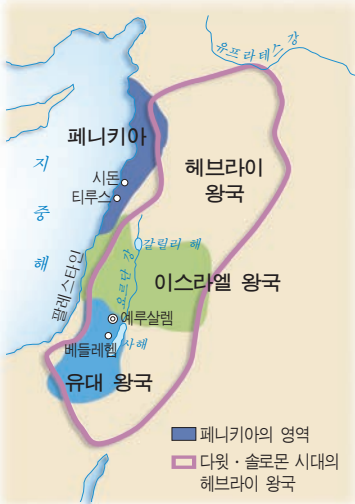 유프라테스 강
페니키아
지중해
시돈
티루스
헤브라이
왕국
갈릴리 해
팔레스타인
요르단 강
이스라엘 왕국
예루살렘
베들레헴
사해
유대 왕국
페니키아의 영역
다윗·솔로몬 시대의
헤브라이 왕국